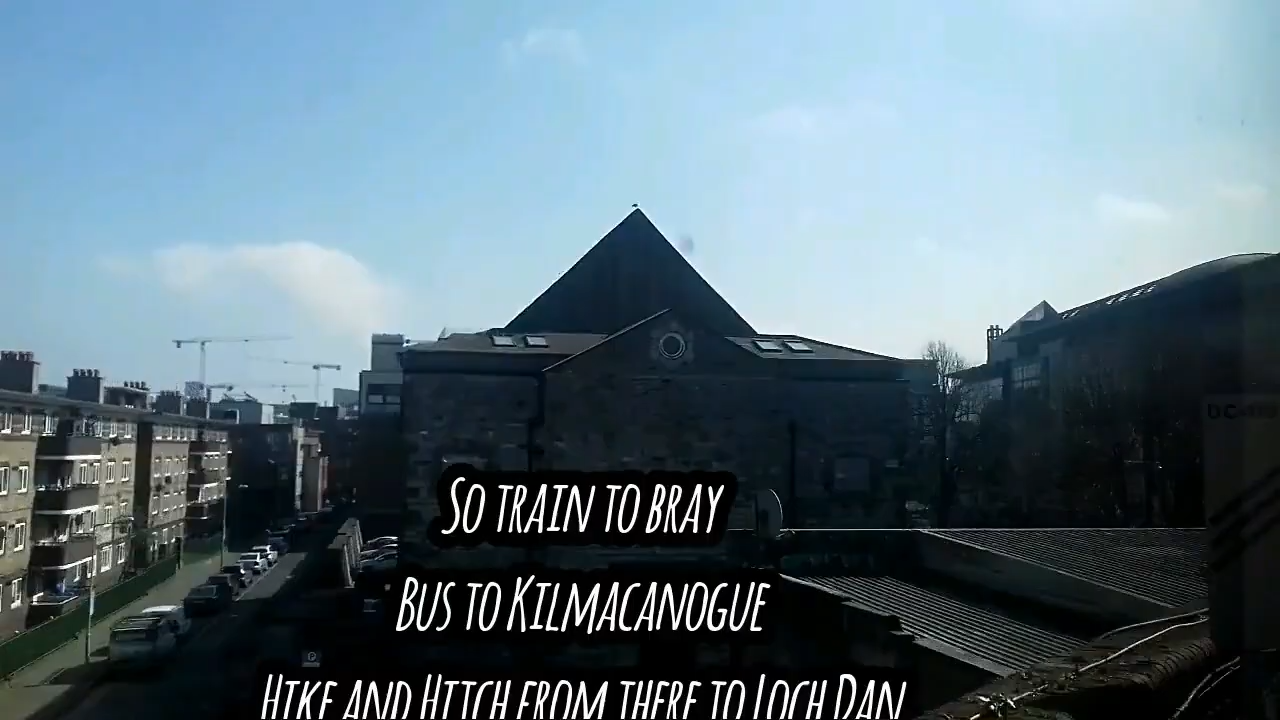 So train to bray
Bus to Kilmacanogue
Hike and Hitch from there to Loch Dan